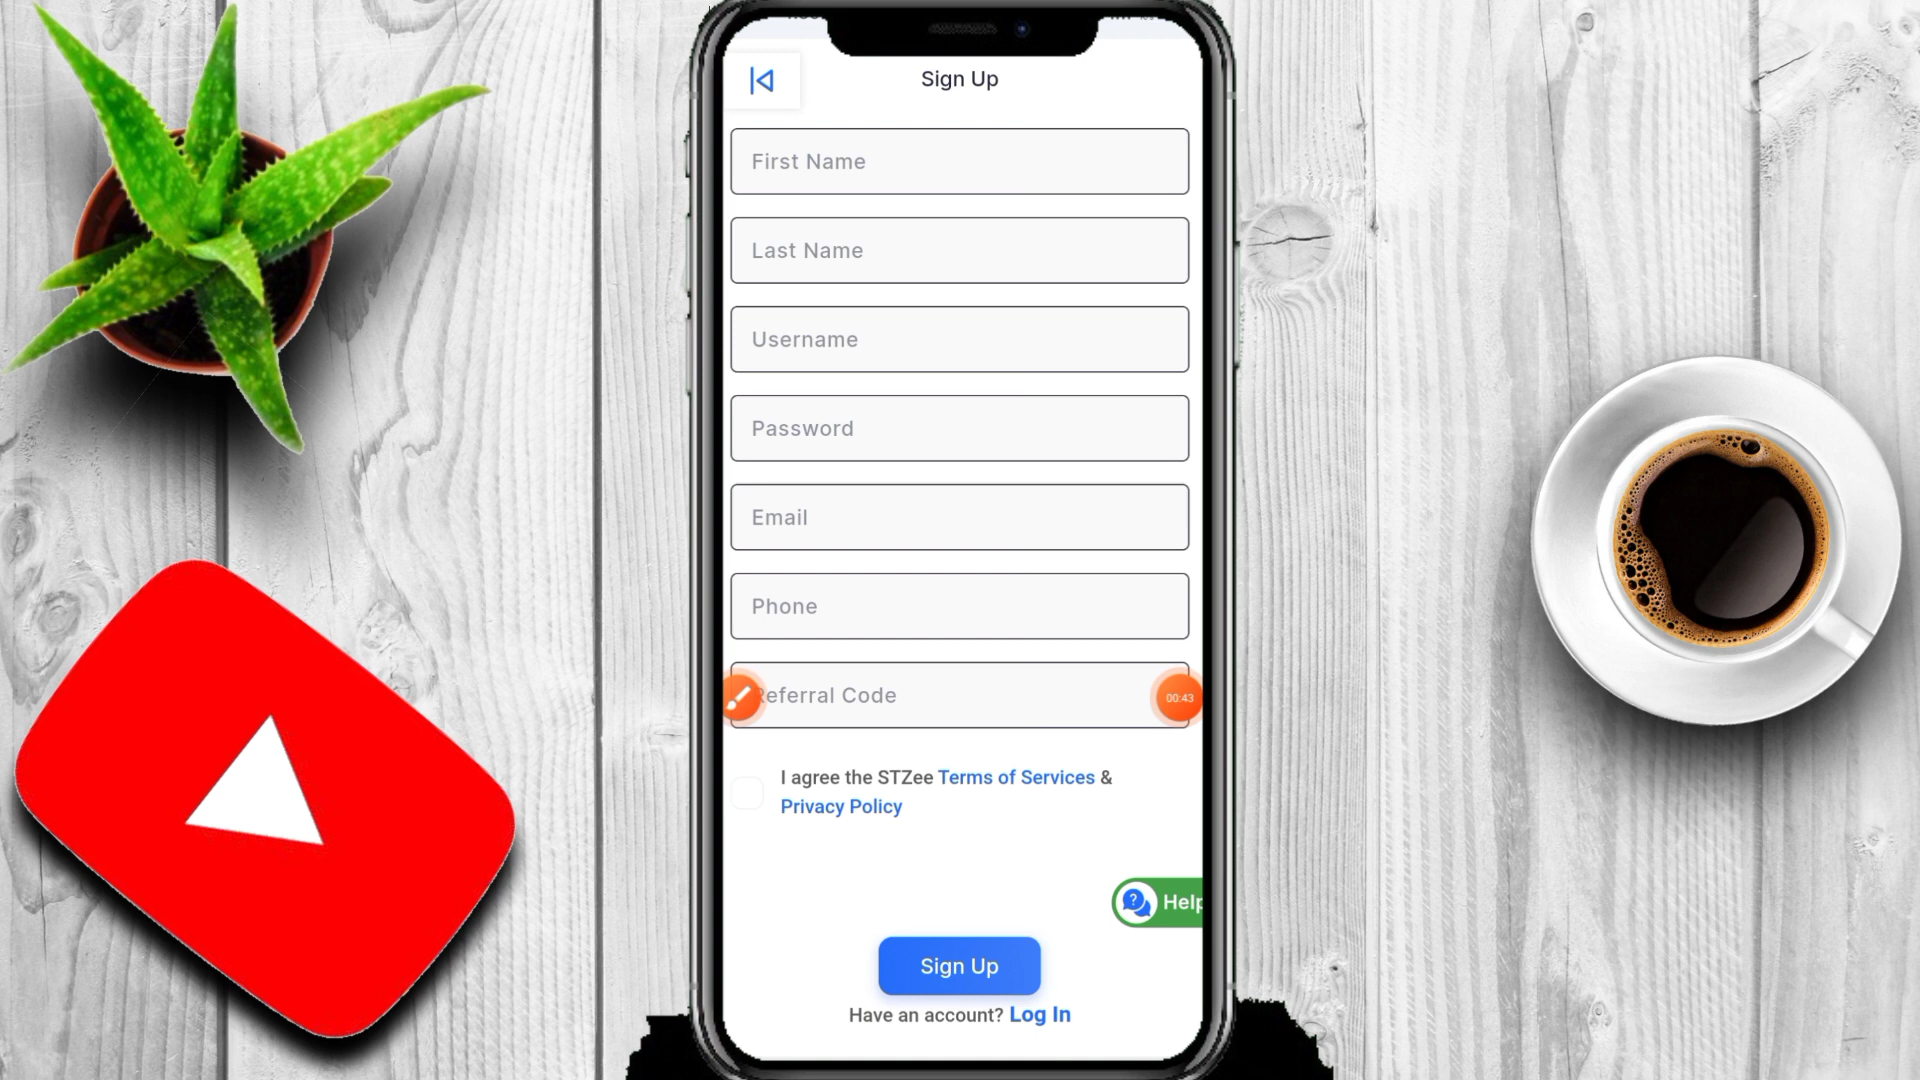 Sign Up
First Name
Last Name
Username
Password
Email
Phone
Referral Code
00:43
I agree the STZee Terms of Services &
Privacy Policy
Help
Sign Up
Have an account? Log In